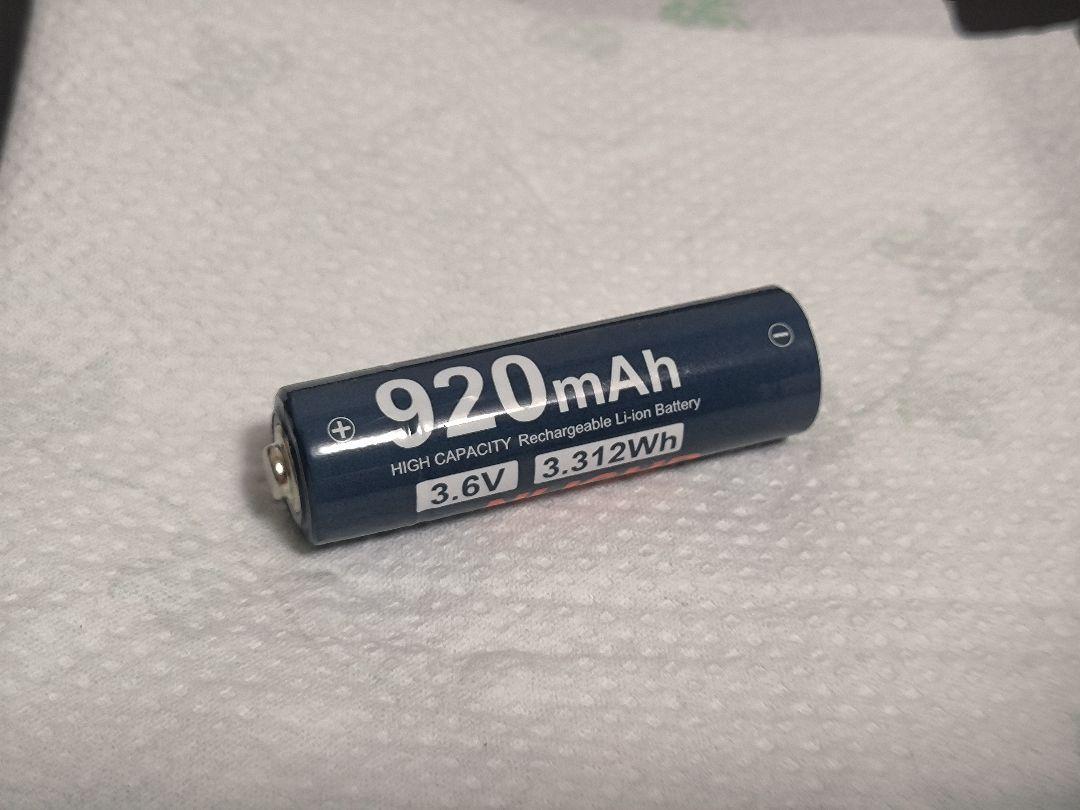 920mAh
HIGH CAPACITY Rechargeable Li-ion Battery
3.6V 3.312Wh